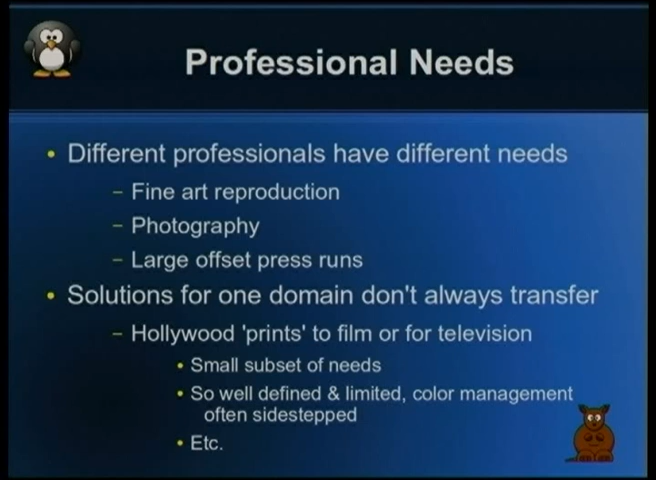 Professional Needs
• Different professionals have different needs
– Fine art reproduction
– Photography
– Large offset press runs
• Solutions for one domain don't always transfer
– Hollywood 'prints' to film or for television
• Small subset of needs
• So well defined & limited, color management
often sidestepped
• Etc.